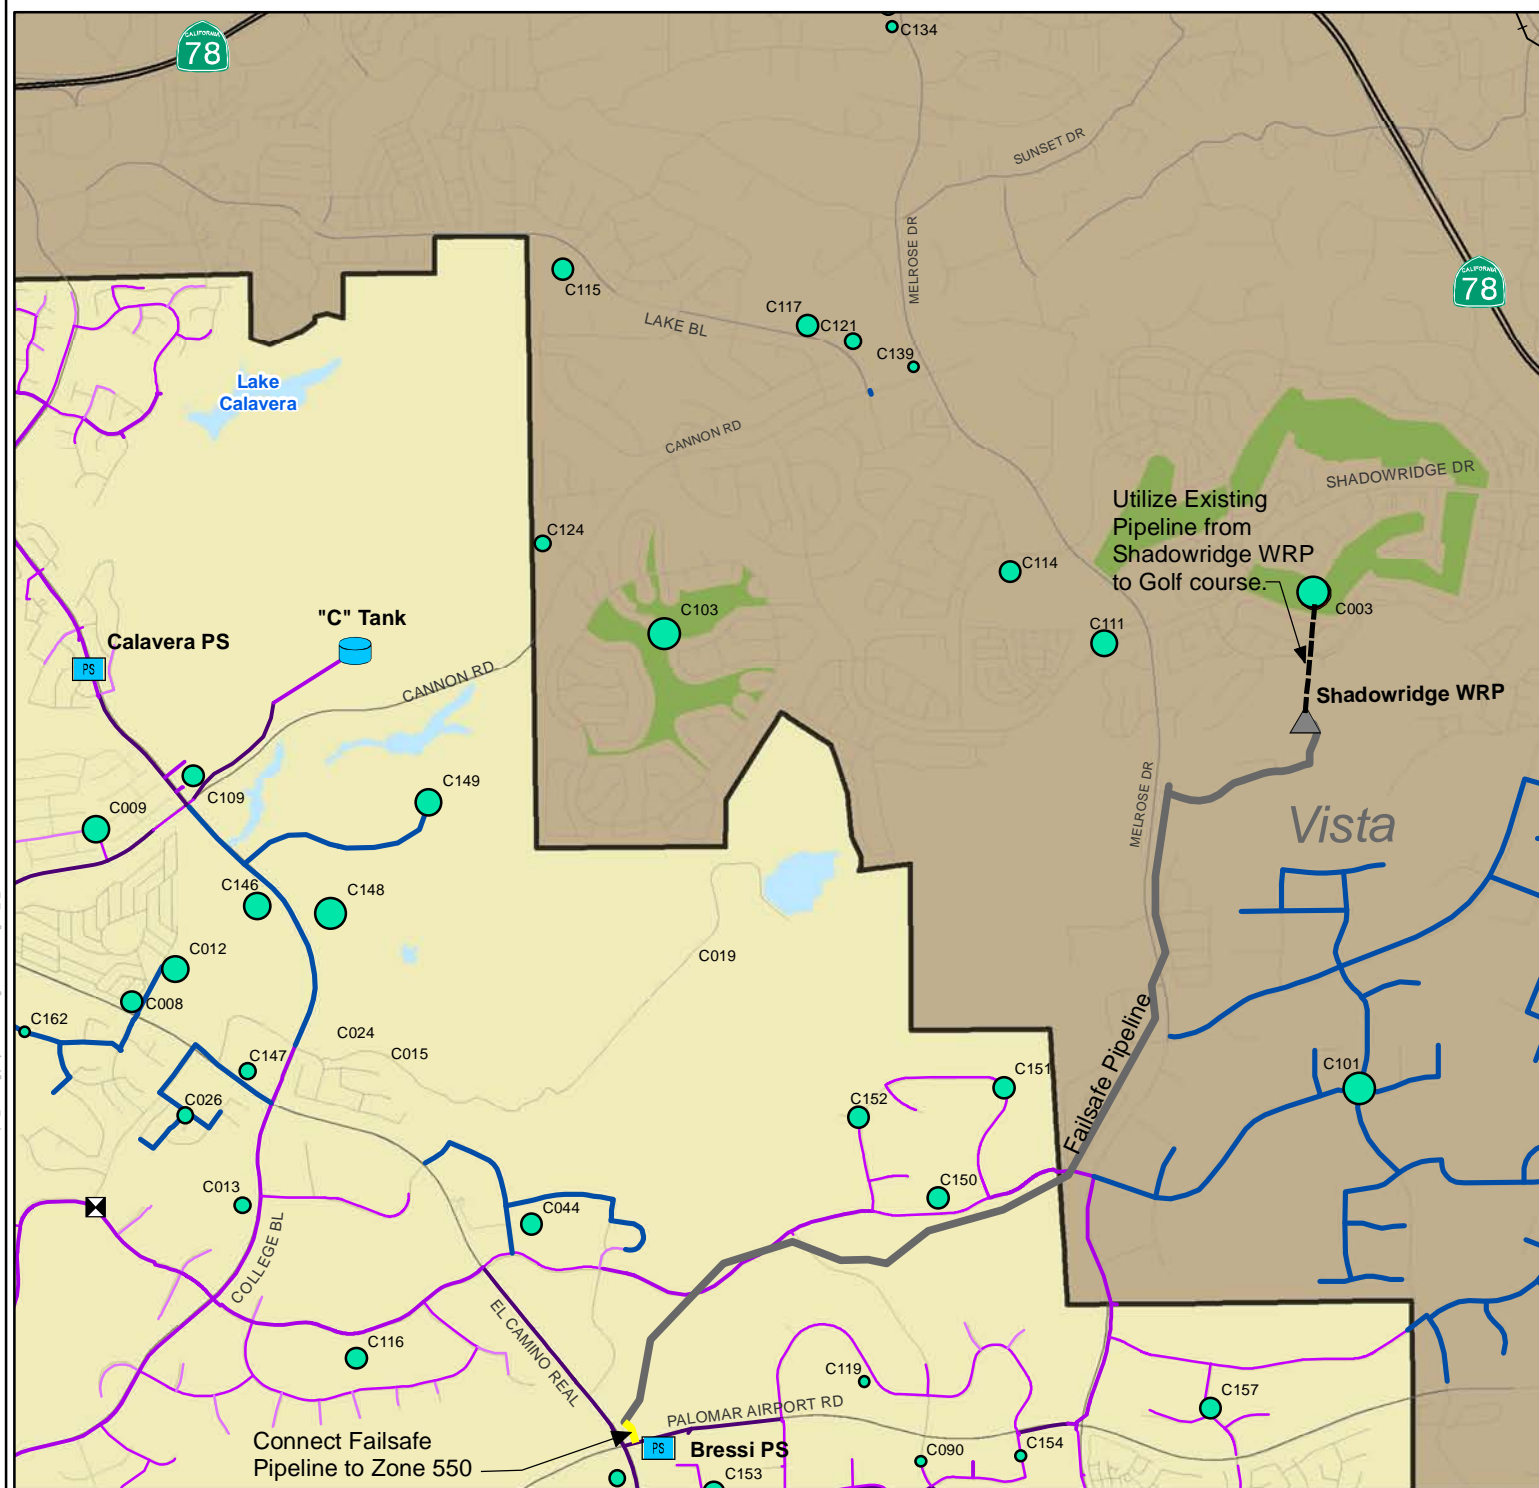 CALIFORNIA
78
C134
SUNSET DR
MELROSE DR
C115
CALIFORNIA
78
LAKE BL
C117
C121
C139
Lake
Calavera
CANNON RD
SHADOWRIDGE DR
Utilize Existing
Pipeline from
Shadowridge WRP
to Golf course.
C124
C114
C103
C003
C111
"C" Tank
Calavera PS
PS
CANNON RD
Shadowridge WRP
C109
C149
C009
MELROSE DR
Vista
C146
C148
C012
C019
C008
C162
C024
C015
C147
Failsafe Pipeline
C151
C101
C152
C026
C013
C150
C044
COLLEGE BL
EL CAMINO REAL
C116
C119
C157
PALOMAR AIRPORT RD
Connect Failsafe
Pipeline to Zone 550
PS
Bressi PS
C090
C154
C153